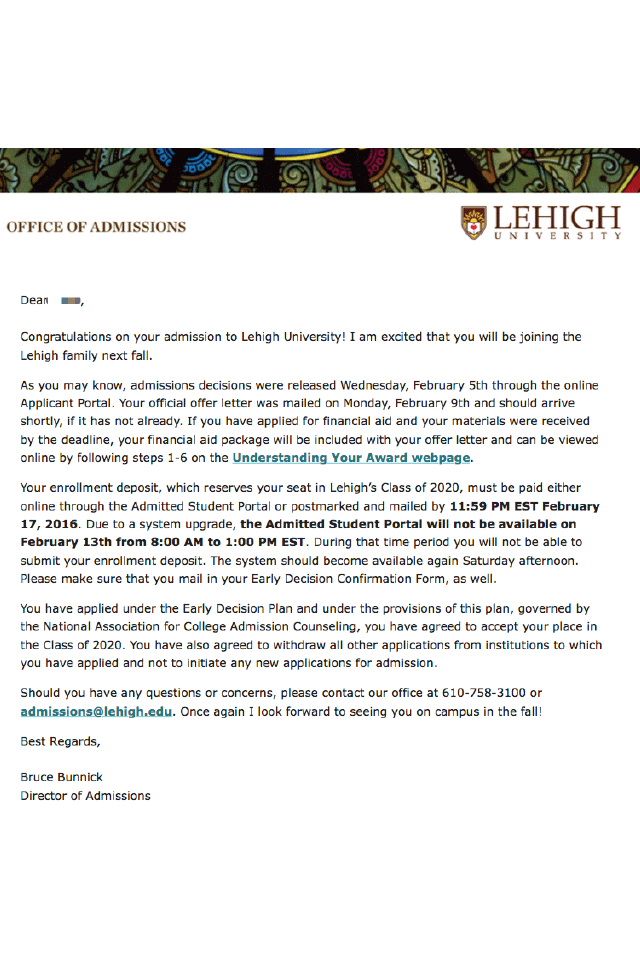 OFFICE OF ADMISSIONS
LEHIGH
UNIVERSITY
Dear ,
Congratulations on your admission to Lehigh University! I am excited that you will be joining the
Lehigh family next fall.
As you may know, admissions decisions were released Wednesday, February 5th through the online
Applicant Portal. Your official offer letter was mailed on Monday, February 9th and should arrive
shortly, if it has not already. If you have applied for financial aid and your materials were received
by the deadline, your financial aid package will be included with your offer letter and can be viewed
online by following steps 1-6 on the Understanding Your Award webpage.
Your enrollment deposit, which reserves your seat in Lehigh's Class of 2020, must be paid either
online through the Admitted Student Portal or postmarked and mailed by 11:59 PM EST February
17, 2016. Due to a system upgrade, the Admitted Student Portal will not be available on
February 13th from 8:00 AM to 1:00 PM EST. During that time period you will not be able to
submit your enrollment deposit. The system should become available again Saturday afternoon.
Please make sure that you mail in your Early Decision Confirmation Form, as well.
You have applied under the Early Decision Plan and under the provisions of this plan, governed by
the National Association for College Admission Counseling, you have agreed to accept your place in
the Class of 2020. You have also agreed to withdraw all other applications from institutions to which
you have applied and not to initiate any new applications for admission.
Should you have any questions or concerns, please contact our office at 610-758-3100 or
admissions@lehigh.edu. Once again I look forward to seeing you on campus in the fall!
Best Regards,
Bruce Bunnick
Director of Admissions